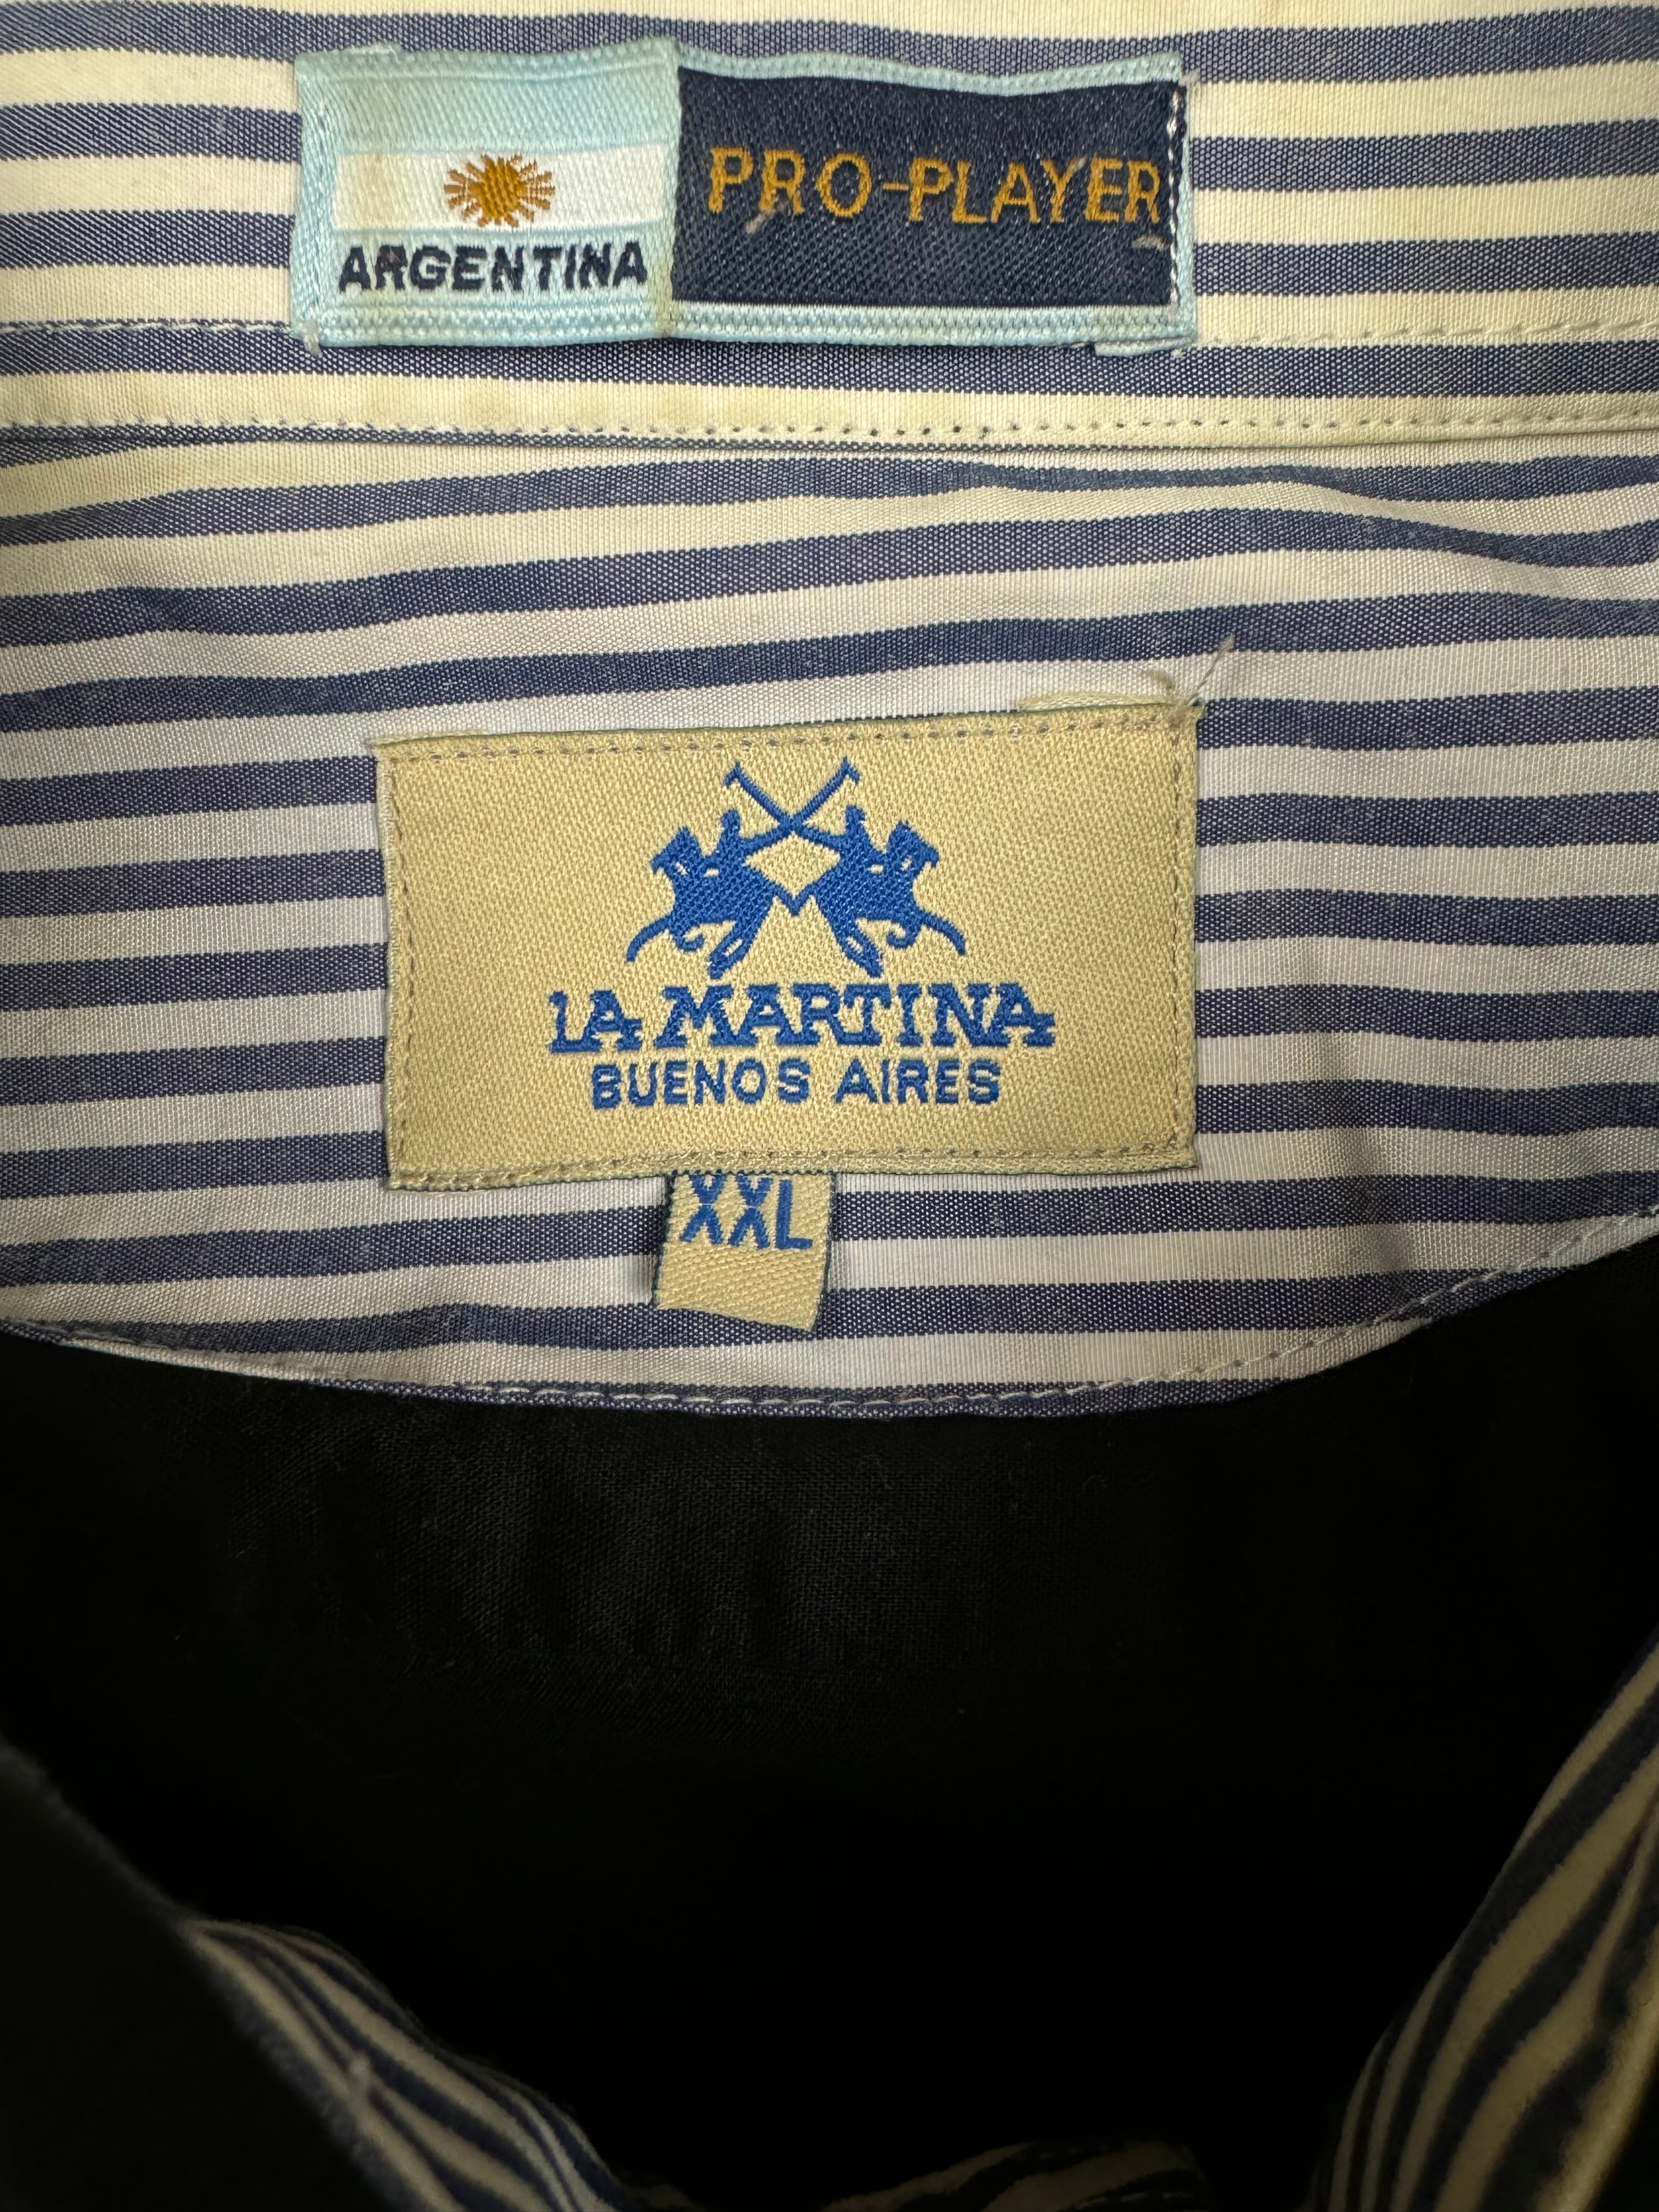 ARGENTINA
PRO-PLAYER
LA MARTINA
BUENOS AIRES
XXL